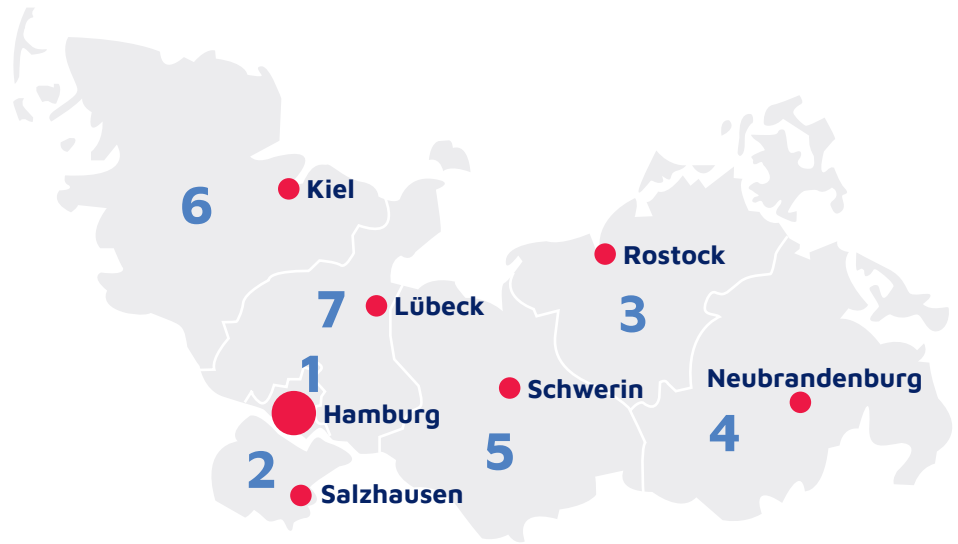 6
Kiel
Rostock
7
Lübeck
3
1
Schwerin
Neubrandenburg
Hamburg
4
5
2
Salzhausen